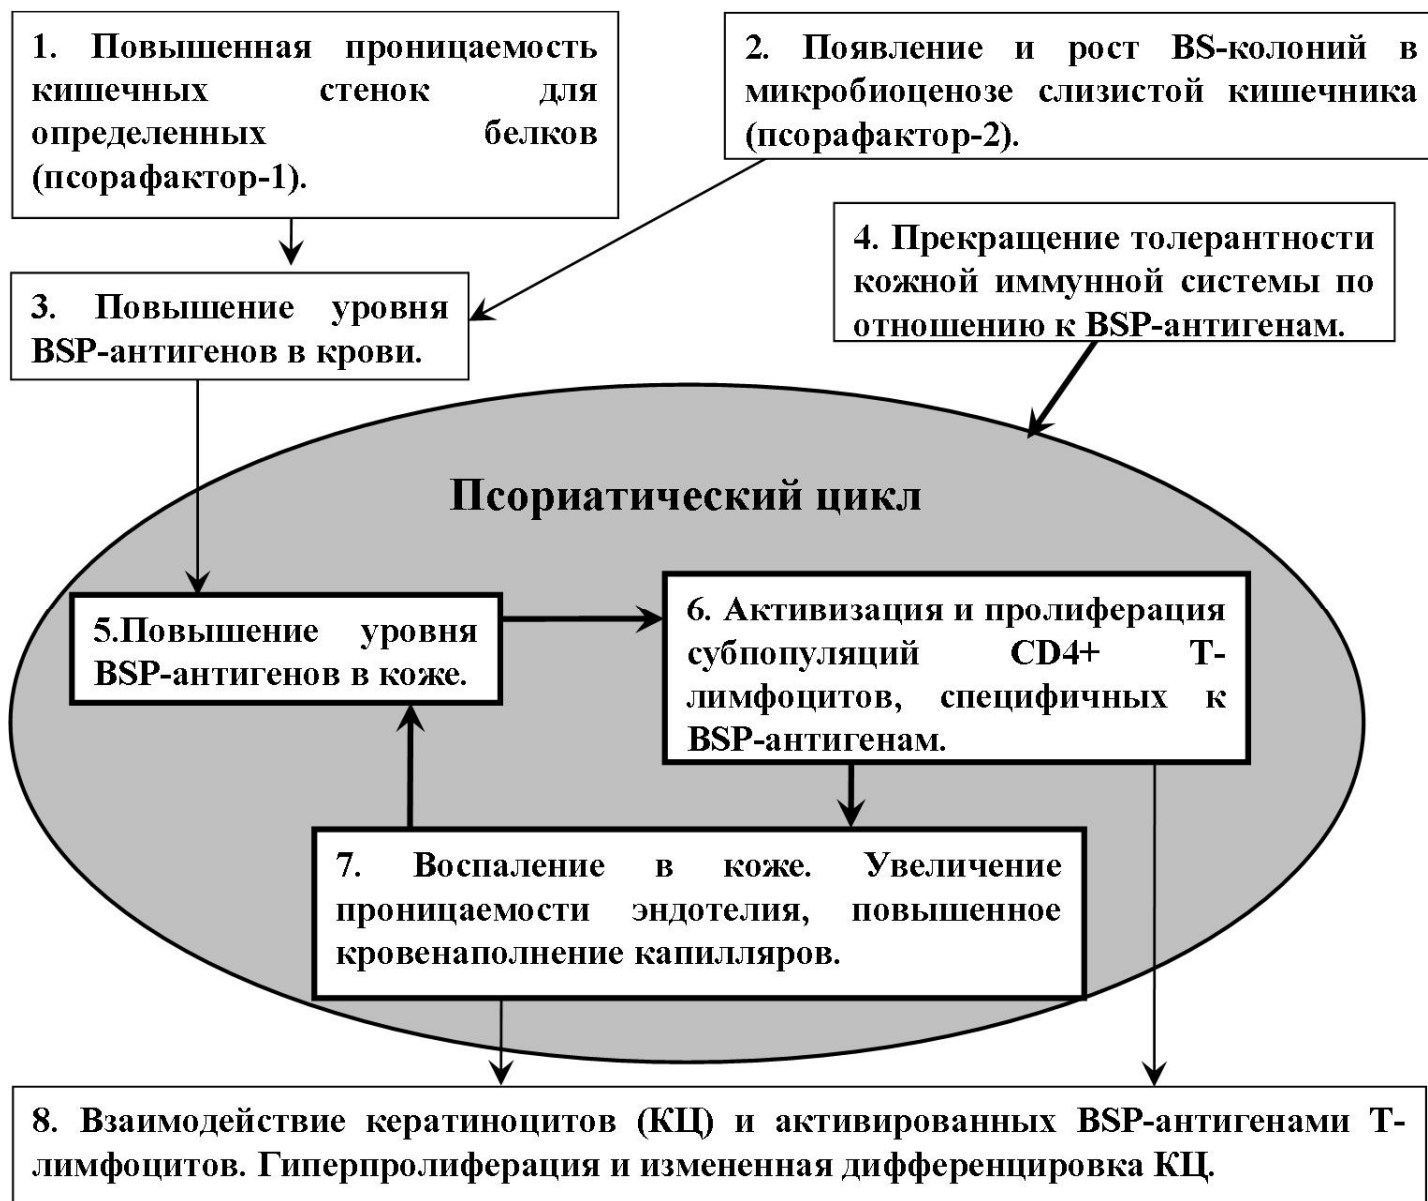 1. Повышенная проницаемость
кишечных стенок для
определенных белков
(псорафактор-1).
2. Появление и рост BS-колоний в
микробиоценозе слизистой кишечника
(псорафактор-2).
3. Повышение уровня
BSP-антигенов в крови.
4. Прекращение толерантности
кожной иммунной системы по
отношению к BSP-антигенам.
Псориатический цикл
5.Повышение уровня
BSP-антигенов в коже.
6. Активизация и пролиферация
субпопуляций CD4+ Т-
лимфоцитов, специфичных к
BSP-антигенам.
7. Воспаление в коже. Увеличение
проницаемости эндотелия, повышенное
кровенаполнение капилляров.
8. Взаимодействие кератиноцитов (КЦ) и активированных BSP-антигенами Т-
лимфоцитов. Гиперпролиферация и измененная дифференцировка КЦ.